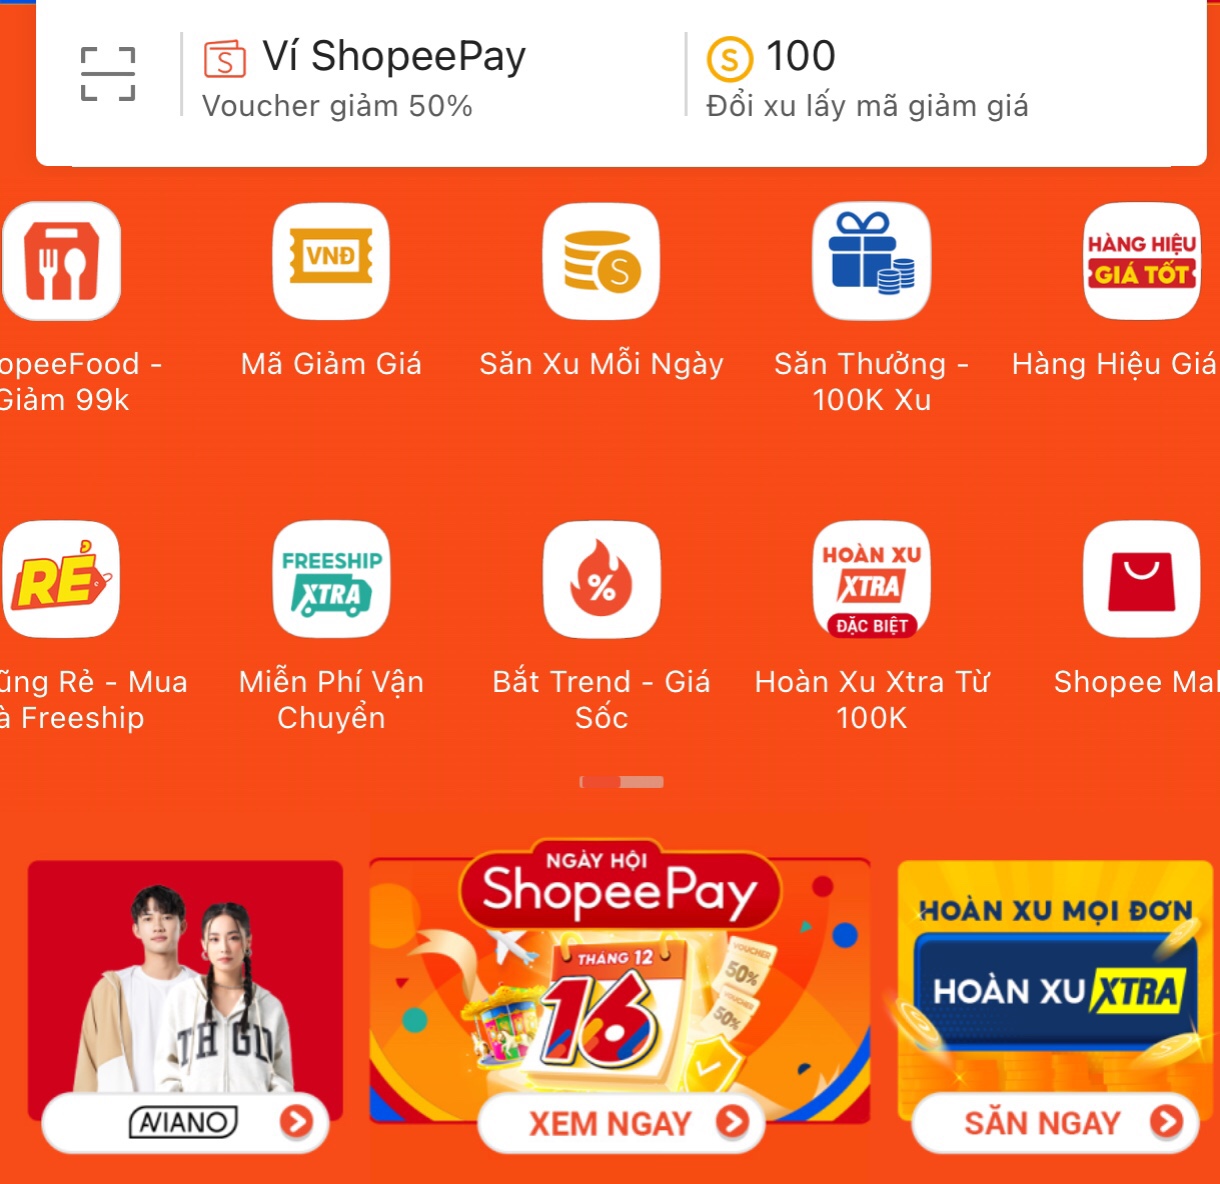 Ví ShopeePay
Voucher giảm 50%
100
Đổi xu lấy mã giảm giá
VNĐ
HÀNG HIỆU
GIÁ TỐT
opeeFood -
Giảm 99k
Mã Giảm Giá
Săn Xu Mỗi Ngày
Săn Thưởng -
100K Xu
Hàng Hiệu Giá
RẺ
FREESHIP
XTRA
%
HOÀN XU
XTRA
ĐẶC BIỆT
ũng Rẻ - Mua
à Freeship
Miễn Phí Vận
Chuyển
Bắt Trend - Giá
Sốc
Hoàn Xu Xtra Từ
100K
Shopee Mal
TH GD
AVIANO
NGÀY HỘI
ShopeePay
THÁNG 12
16
VOUCHER
50%
VOUCHER
50%
XEM NGAY
HOÀN XU MỌI ĐƠN
HOÀN XU XTRA
SĂN NGAY